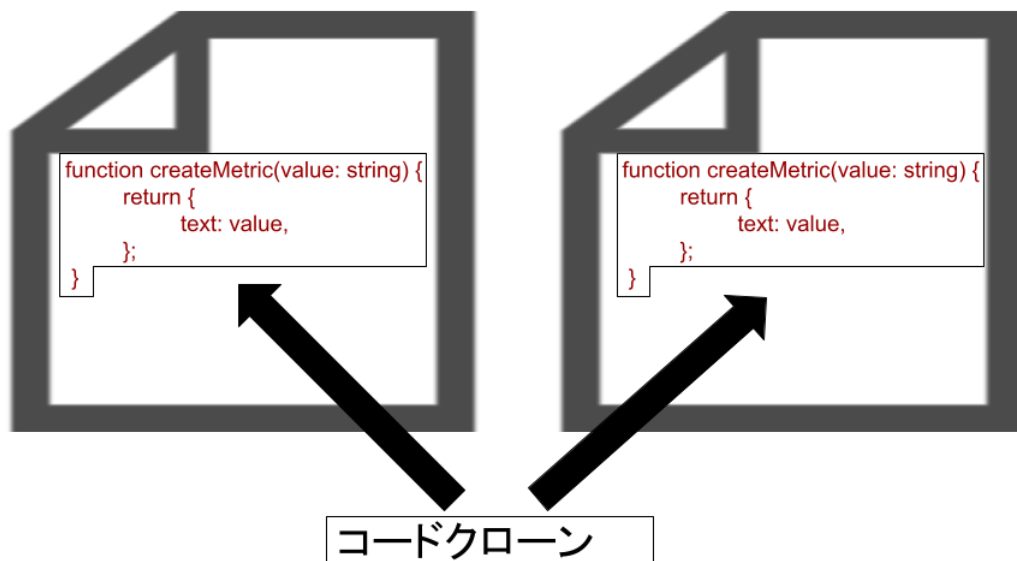 function createMetric(value: string) {
return {
text: value,
};
}
function createMetric(value: string) {
return {
text: value,
};
}
コードクローン